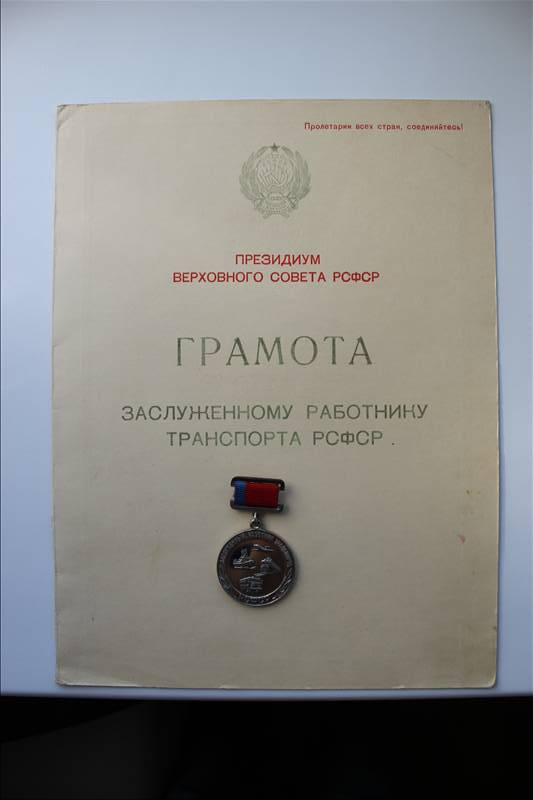 Пролетарии всех стран, соединяйтесь!
ПРЕЗИДИУМ
ВЕРХОВНОГО СОВЕТА РСФСР
ГРАМОТА
ЗАСЛУЖЕННОМУ РАБОТНИКУ
ТРАНСПОРТА РСФСР .